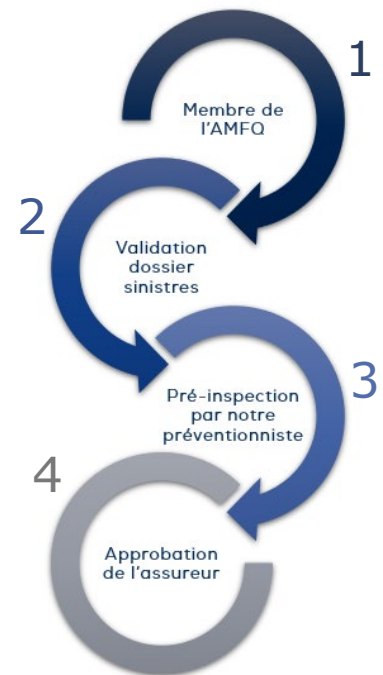 1
Membre de
l'AMFQ
2
Validation
dossier
sinistres
3
Pré-inspection
par notre
préventionniste
4
Approbation
de l'assureur